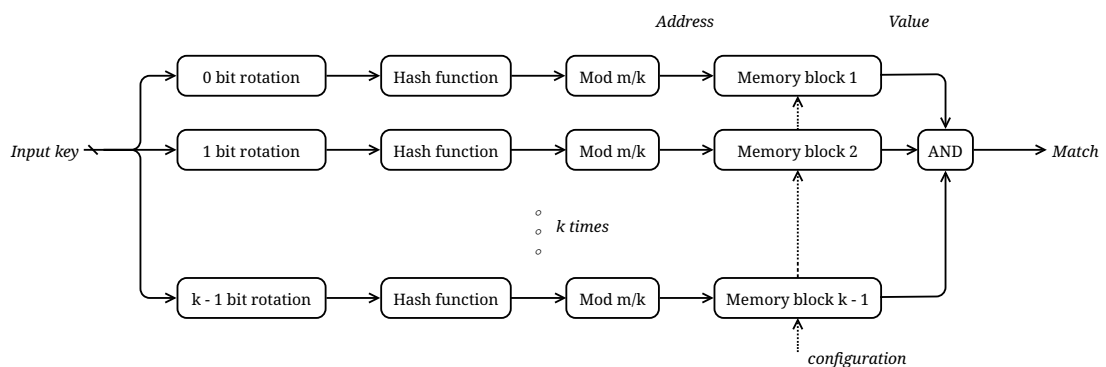 Address
Value
0 bit rotation
Hash function
Mod m/k
Memory block 1
Input key
1 bit rotation
Hash function
Mod m/k
Memory block 2
AND
Match
k times
k - 1 bit rotation
Hash function
Mod m/k
Memory block k - 1
configuration